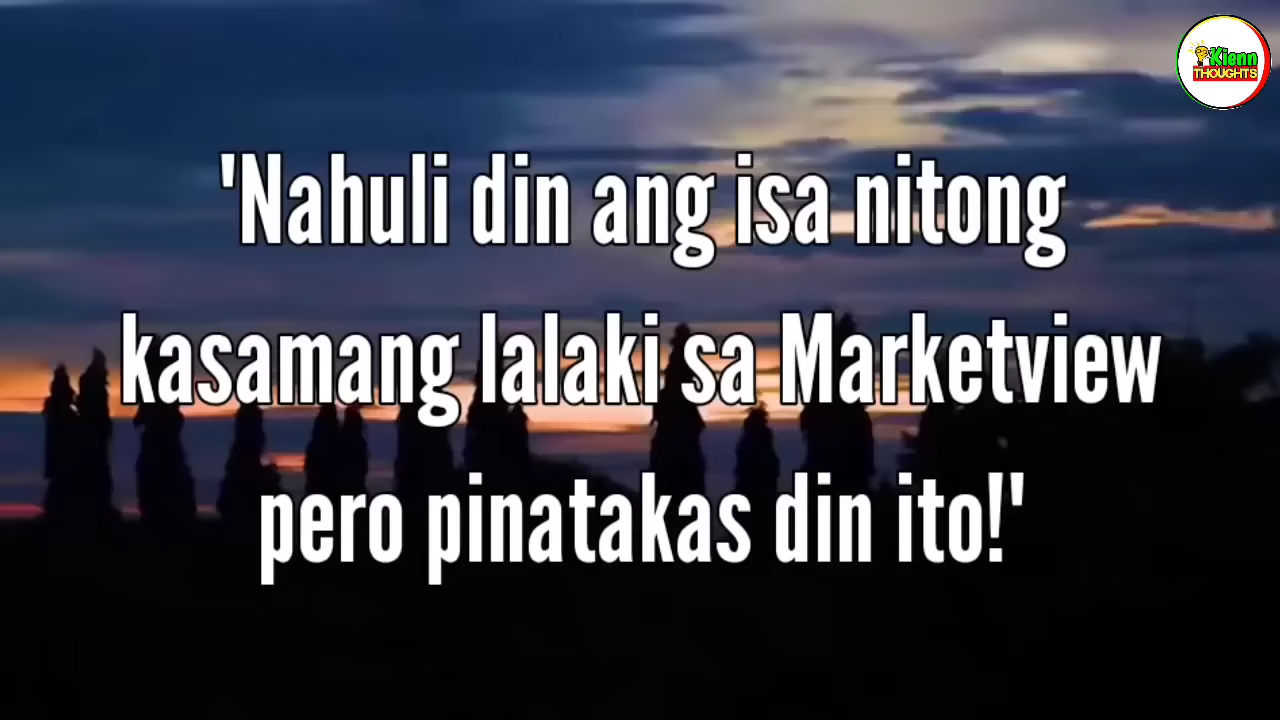 Kienn
THOUGHTS
'Nahuli din ang isa nitong
kasamang lalaki sa Marketview
pero pinatakas din ito!'